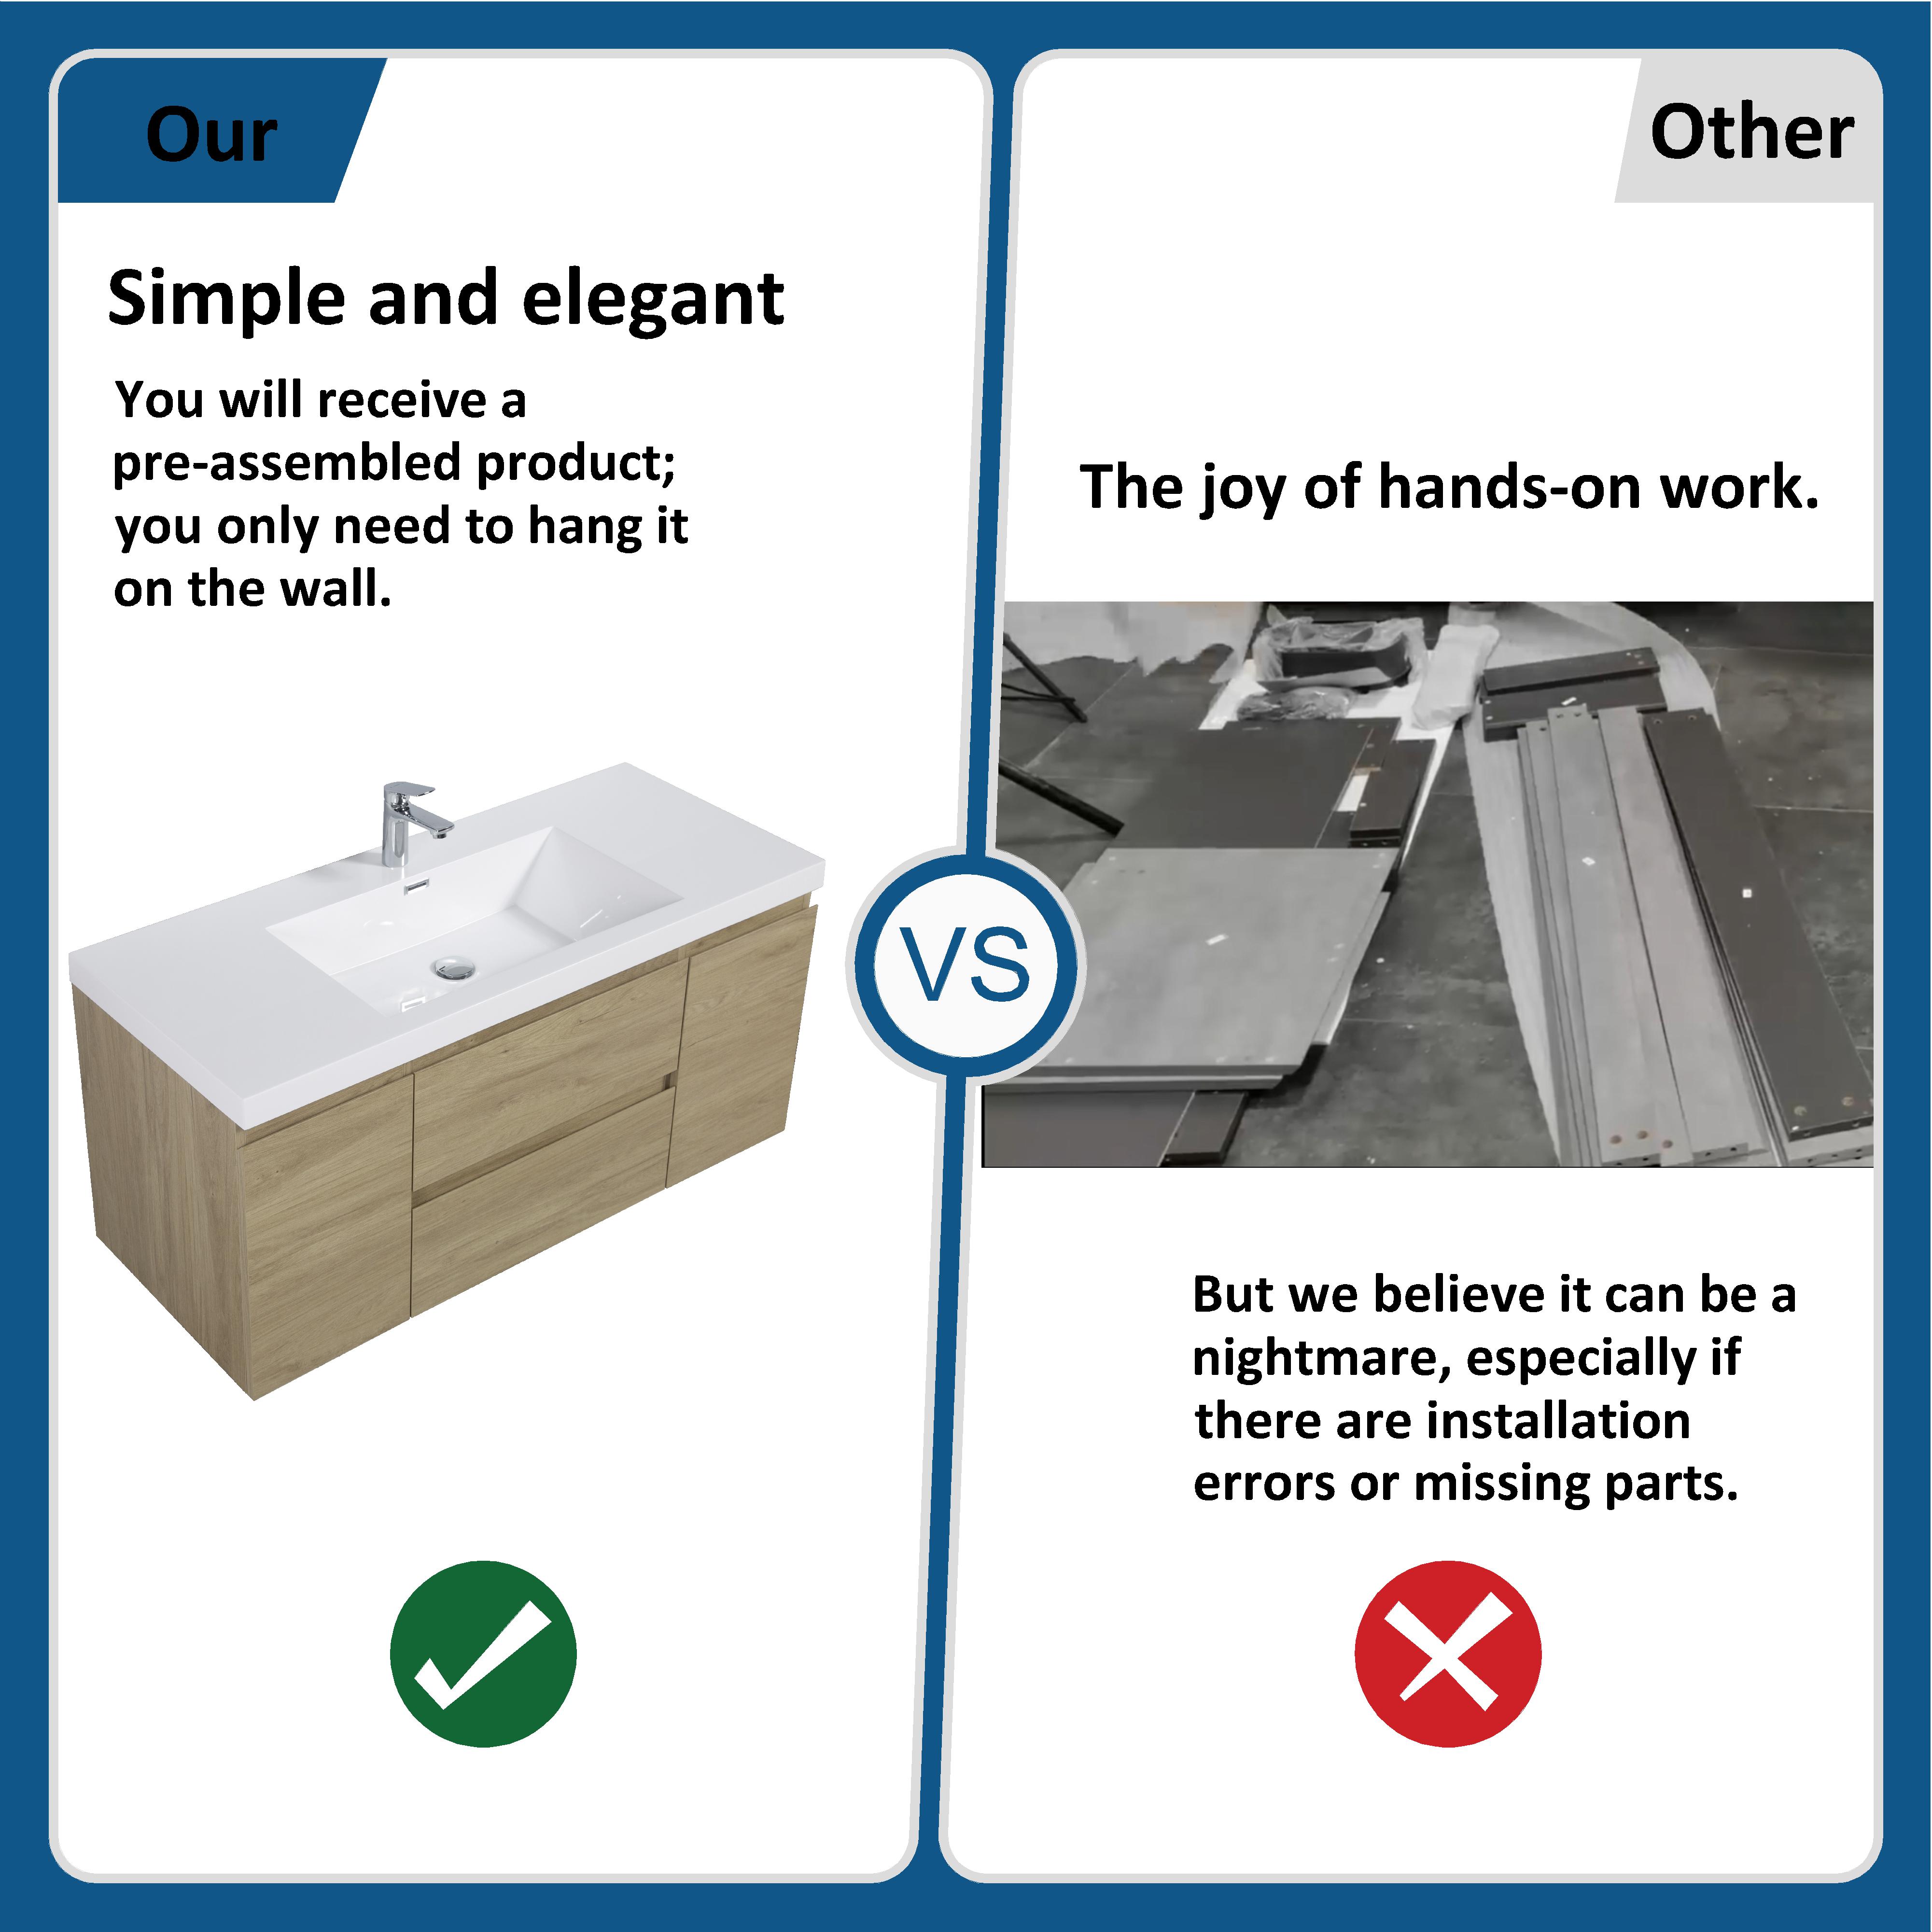 Our
Simple and elegant
You will receive a
pre-assembled product;
you only need to hang it
on the wall.
VS
Other
The joy of hands-on work.
But we believe it can be a
nightmare, especially if
there are installation
errors or missing parts.